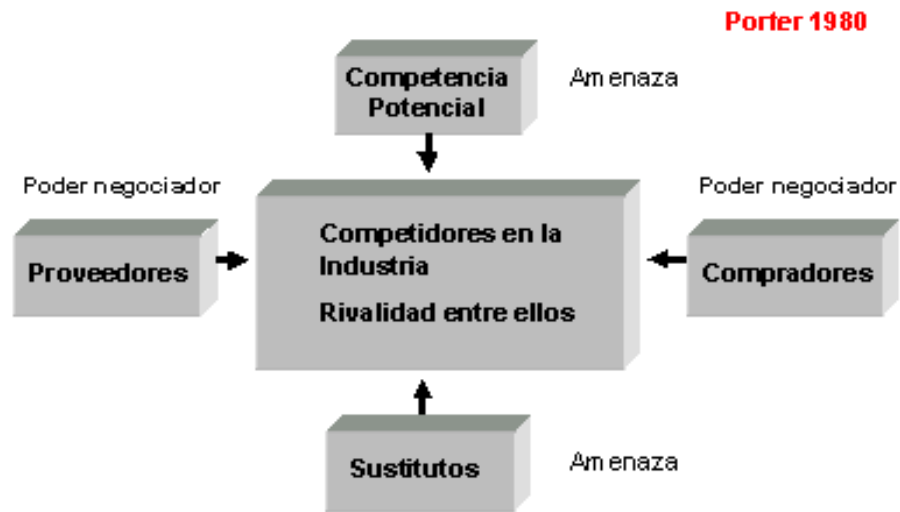 Porter 1980
Competencia
Potencial
Amenaza
Poder negociador
Poder negociador
Proveedores
Competidores en la
Industria
Rivalidad entre ellos
Compradores
Sustitutos
Amenaza